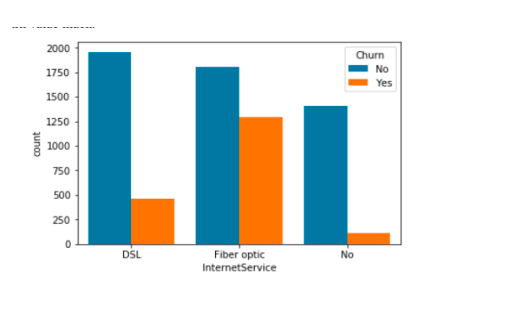 2000
Churn
1750
No
Yes
1500
1250
count
1000
750
500
250
0
DSL
Fiber optic
No
InternetService